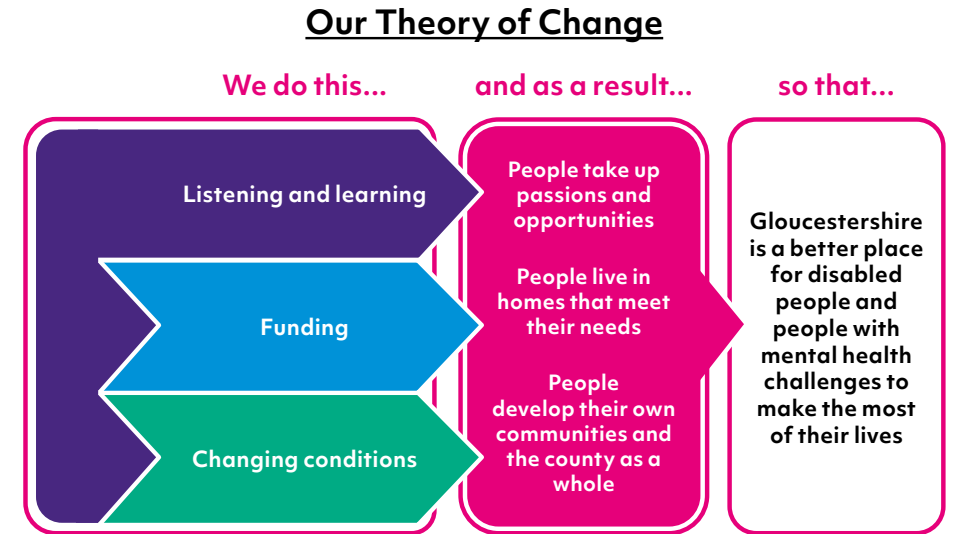 Our Theory of Change
We do this...
and as a result...
so that...
Listening and learning
Funding
Changing conditions
People take up
passions and
opportunities
People live in
homes that meet
their needs
People
develop their own
communities and
the county as a
whole
Gloucestershire
is a better place
for disabled
people and
people with
mental health
challenges to
make the most
of their lives